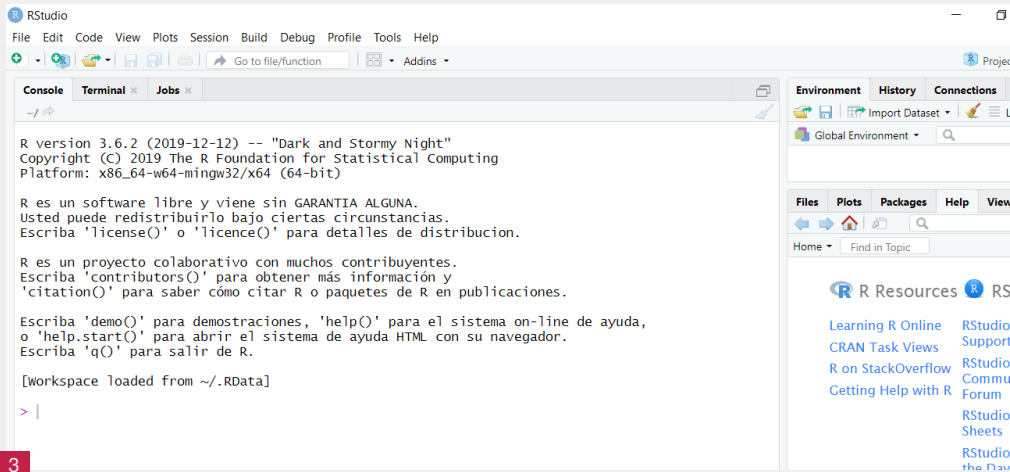 RStudio
File Edit Code View Plots Session Build Debug Profile Tools Help
Go to file/function Addins
Console Terminal Jobs
~/
R version 3.6.2 (2019-12-12) -- "Dark and Stormy Night"
Copyright (C) 2019 The R Foundation for Statistical Computing
Platform: x86_64-w64-mingw32/x64 (64-bit)
R es un software libre y viene sin GARANTIA ALGUNA.
Usted puede redistribuirlo bajo ciertas circunstancias.
Escriba 'license()' o 'licence()' para detalles de distribucion.
R es un proyecto colaborativo con muchos contribuyentes.
Escriba 'contributors()' para obtener más información y
'citation()' para saber cómo citar R o paquetes de R en publicaciones.
Escriba 'demo()' para demostraciones, 'help()' para el sistema on-line de ayuda,
o 'help.start()' para abrir el sistema de ayuda HTML con su navegador.
Escriba 'q()' para salir de R.
[Workspace loaded from ~/.RData]
>
3
Environment History Connections
Import Dataset
Global Environment
Files Plots Packages Help View
Home Find in Topic
R Resources
Learning R Online
CRAN Task Views
R on StackOverflow
Getting Help with R
RS
RStudio
Support
RStudio
Commu
Forum
RStudio
Sheets
RStudio
the Day